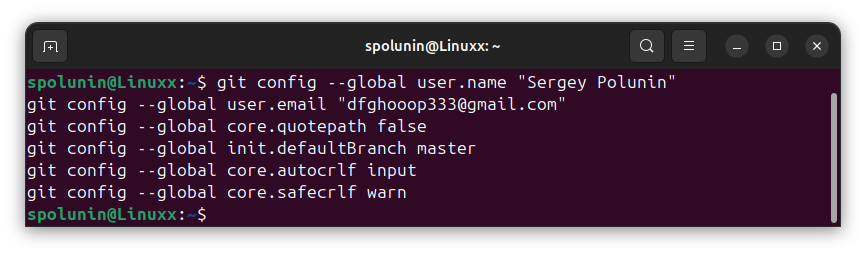 spolunin@Linuxx: ~
spolunin@Linuxx:~$ git config --global user.name "Sergey Polunin"
git config --global user.email "dfghooop333@gmail.com"
git config --global core.quotepath false
git config --global init.defaultBranch master
git config --global core.autocrlf input
git config --global core.safecrlf warn
spolunin@Linuxx:~$